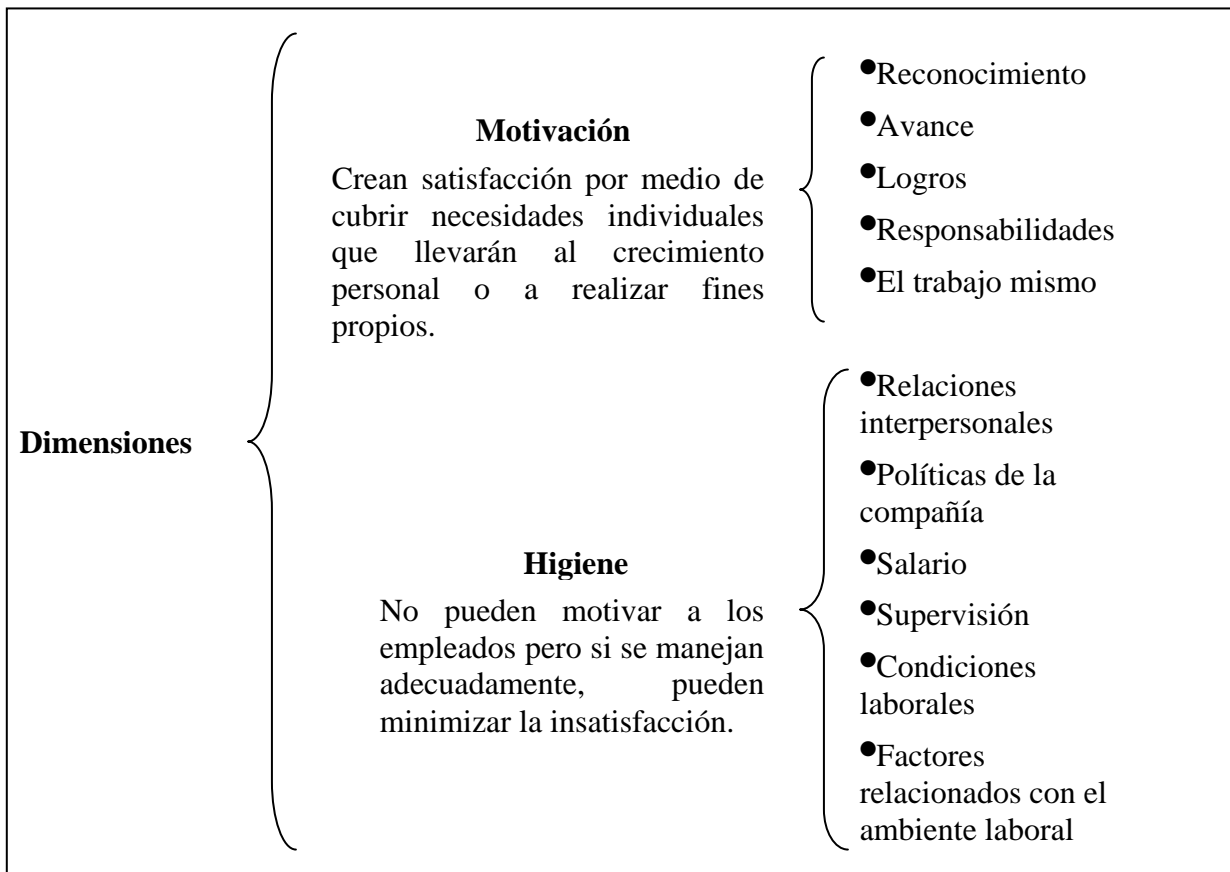 Dimensiones
Motivación
Crean satisfacción por medio de
cubrir necesidades individuales
que llevarán al crecimiento
personal o a realizar fines
propios.
●Reconocimiento
●Avance
●Logros
●Responsabilidades
●El trabajo mismo
Higiene
No pueden motivar a los
empleados pero si se manejan
adecuadamente, pueden
minimizar la insatisfacción.
●Relaciones
interpersonales
●Políticas de la
compañía
●Salario
●Supervisión
●Condiciones
laborales
●Factores
relacionados con el
ambiente laboral